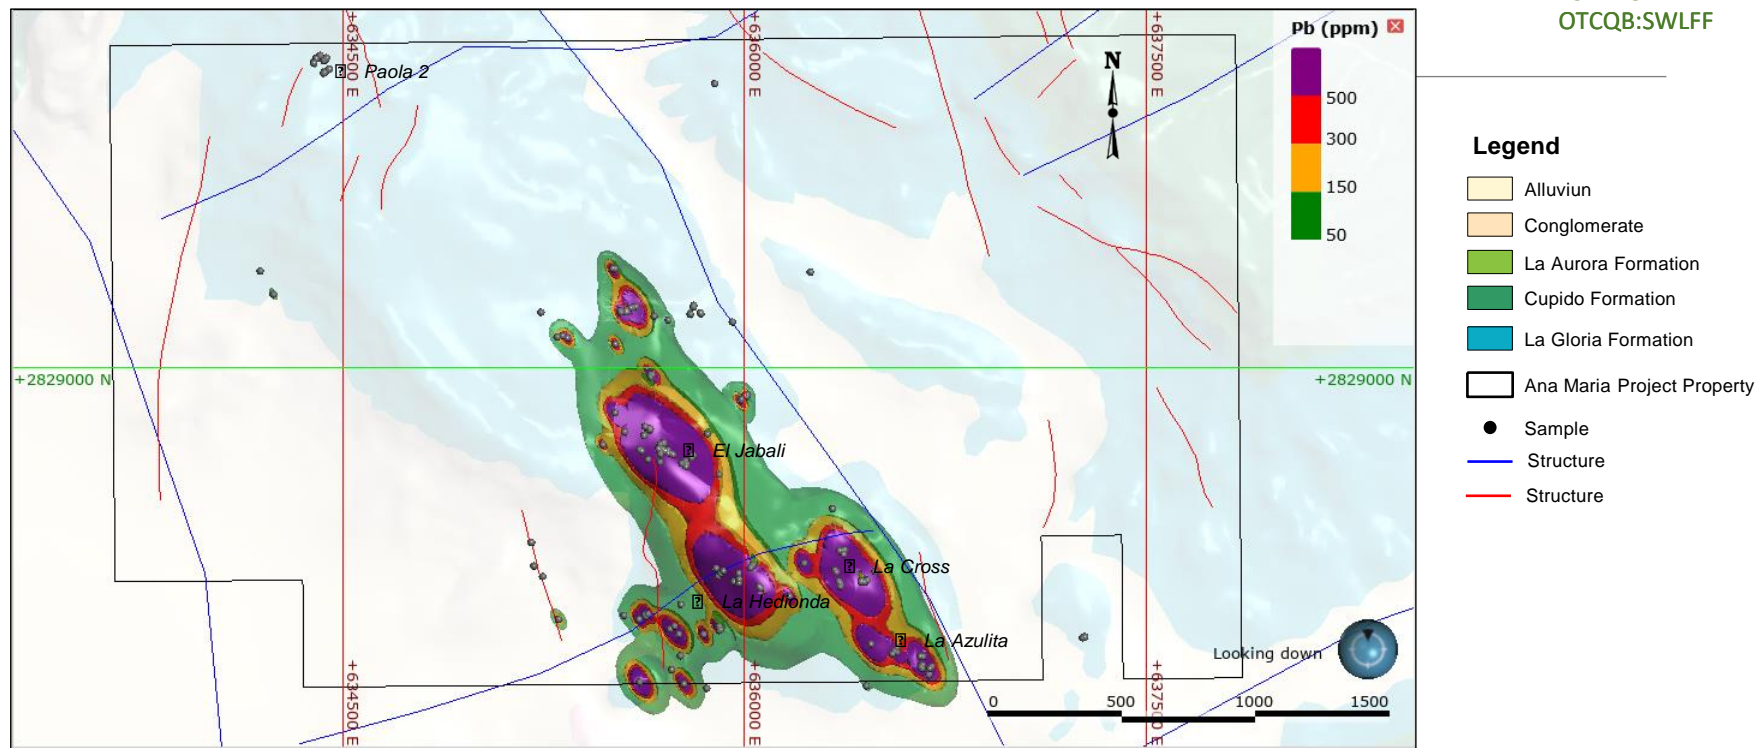 OTCQB:SWLFF
Pb (ppm)
500
300
150
50
N
+634500 E
+636000 E
+637500 E
Paola 2
+2829000 N
+2829000 N
El Jabali
La Cross
La Hedionda
La Azulita
Looking down
+634500 E
+636000 E
+637500 E
0
500
1000
1500
Legend
Alluviun
Conglomerate
La Aurora Formation
Cupido Formation
La Gloria Formation
Ana Maria Project Property
Sample
Structure
Structure